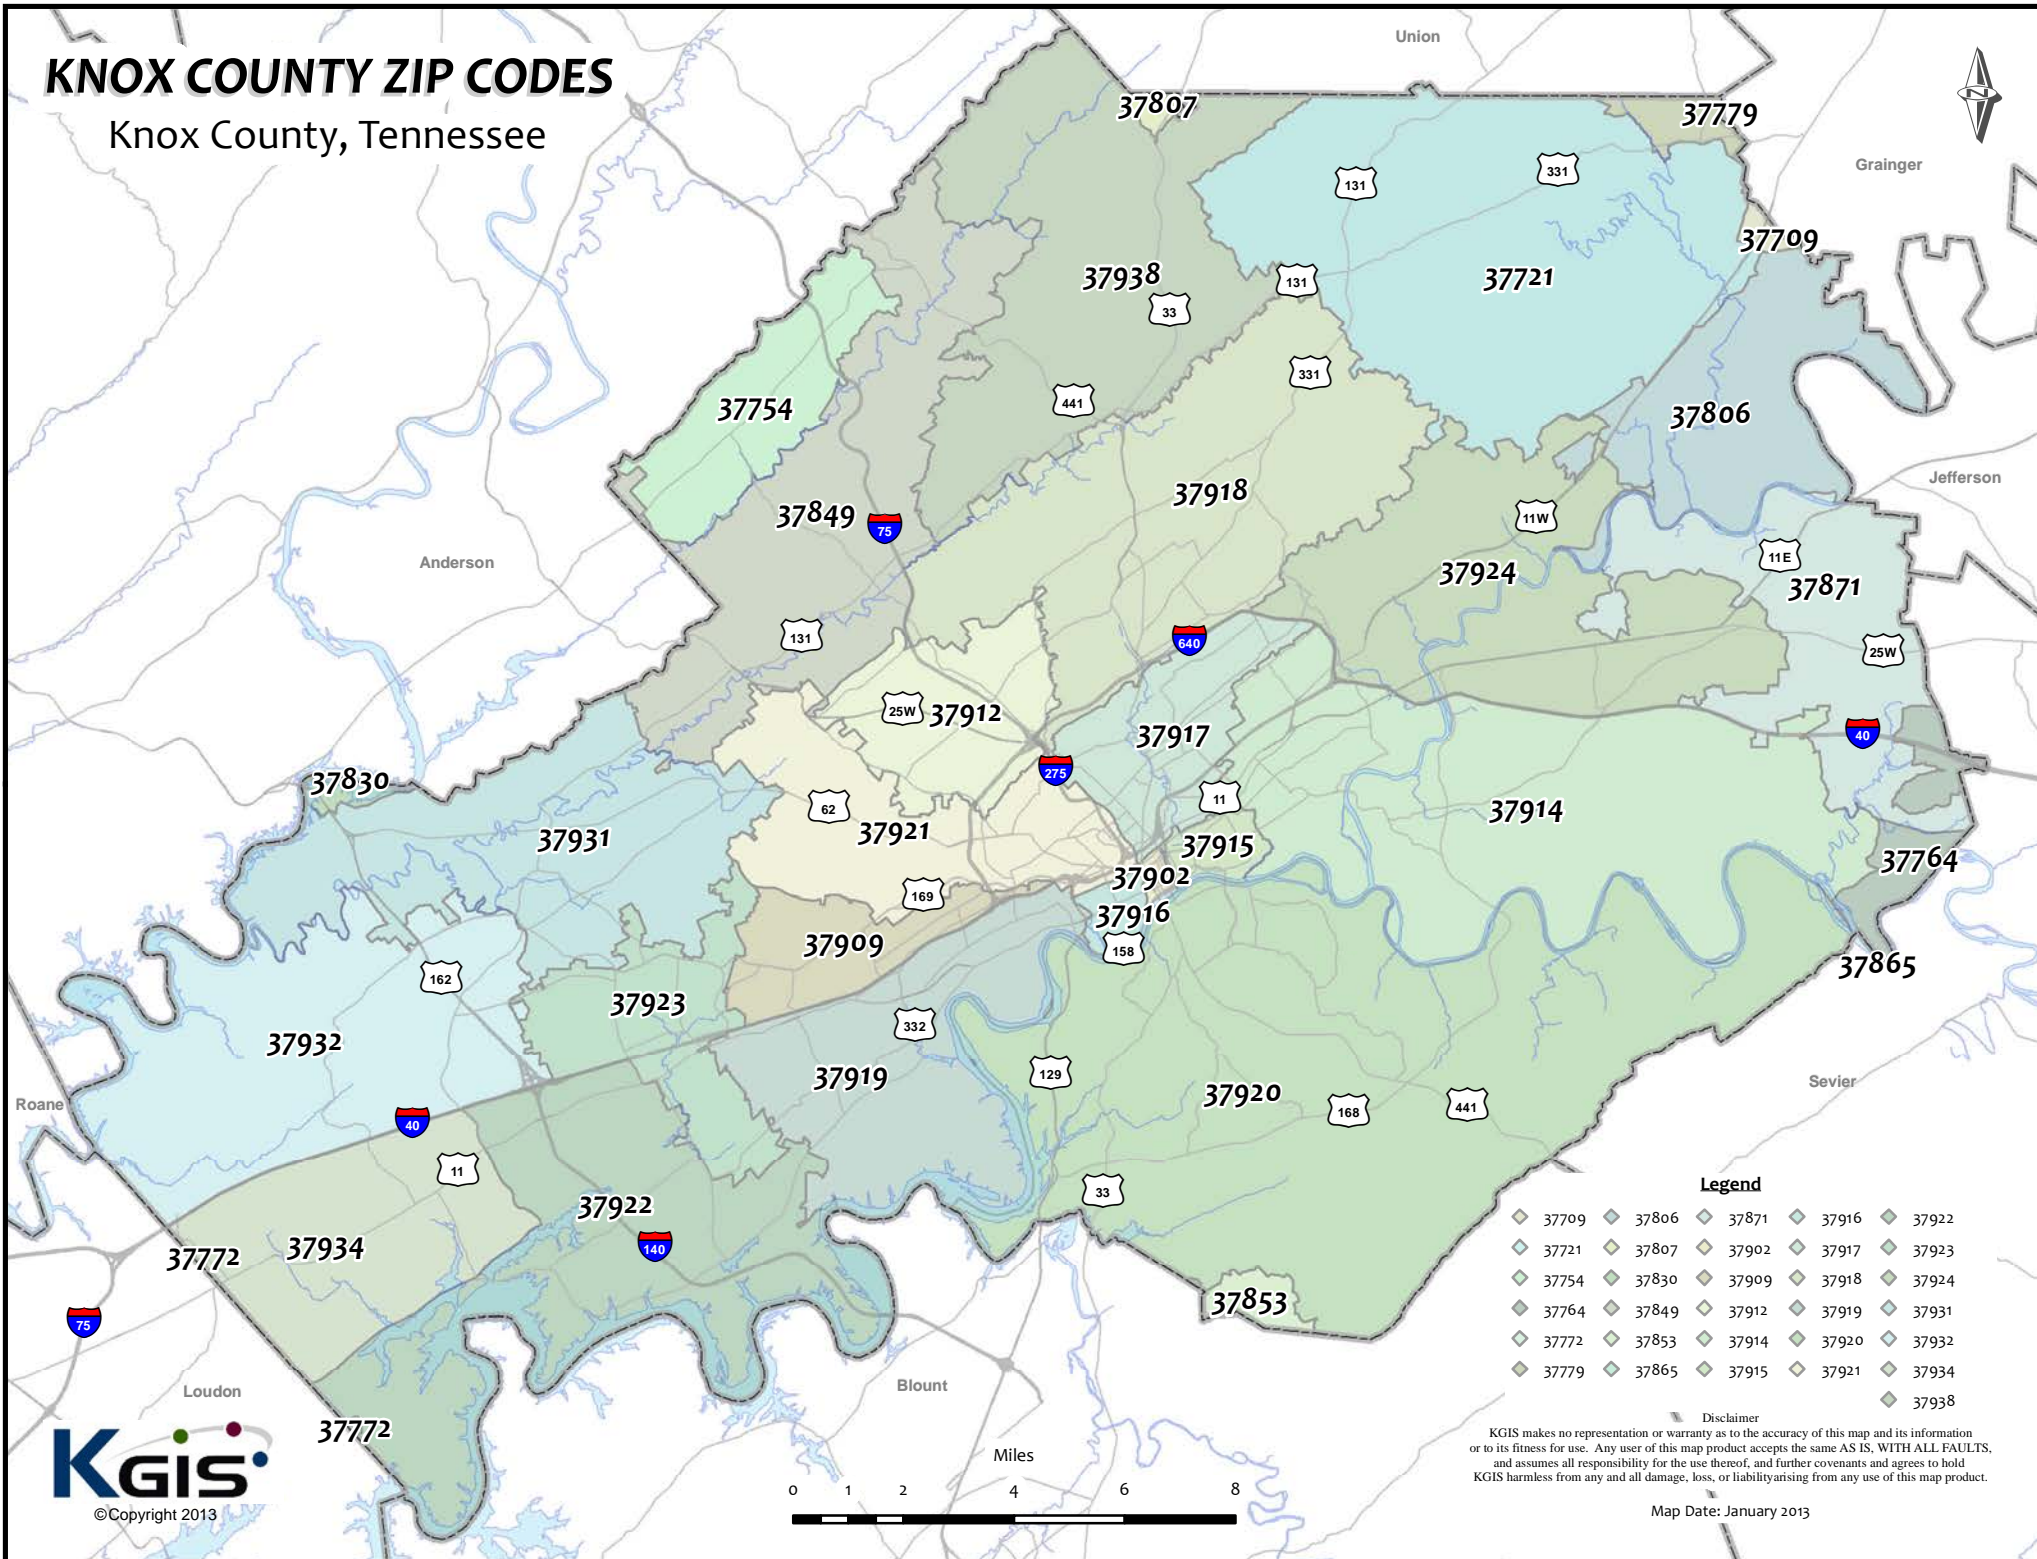 KNOX COUNTY ZIP CODES
Knox County, Tennessee
Union
37807
37779
Grainger
131
331
37709
37938
131
37721
33
331
441
37754
37806
Jefferson
37918
37849
75
11W
11E
Anderson
37924
37871
131
640
25W
25W
37912
37917
40
275
37830
62
11
37914
37931
37921
37915
37764
37902
169
37916
37909
158
37865
162
37923
332
37932
37919
129
37920
Sevier
Roane
168
441
40
11
33
37922
37934
37772
140
37853
75
Loudon
Blount
37772
Legend
37709 37806 37871 37916 37922
37721 37807 37902 37917 37923
37754 37830 37909 37918 37924
37764 37849 37912 37919 37931
37772 37853 37914 37920 37932
37779 37865 37915 37921 37934
37938
Disclaimer
KGIS makes no representation or warranty as to the accuracy of this map and its information
or to its fitness for use. Any user of this map product accepts the same AS IS, WITH ALL FAULTS,
and assumes all responsibility for the use thereof, and further covenants and agrees to hold
KGIS harmless from any and all damage, loss, or liabilityarising from any use of this map product.
Map Date: January 2013
KGIS
©Copyright 2013
Miles
0 1 2 4 6 8
N